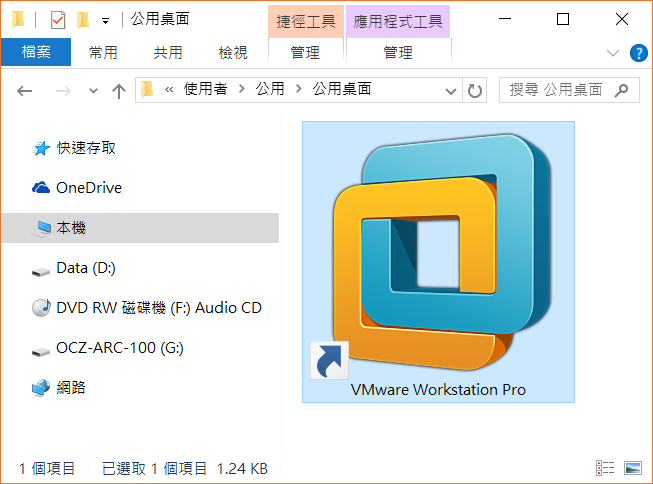 公用桌面
捷徑工具
應用程式工具
檔案
常用
共用
檢視
管理
管理
« 使用者 > 公用 > 公用桌面
搜尋 公用桌面
快速存取
OneDrive
本機
Data (D:)
DVD RW 磁碟機 (F:) Audio CD
OCZ-ARC-100 (G:)
網路
VMware Workstation Pro
1 個項目
已選取 1 個項目 1.24 KB